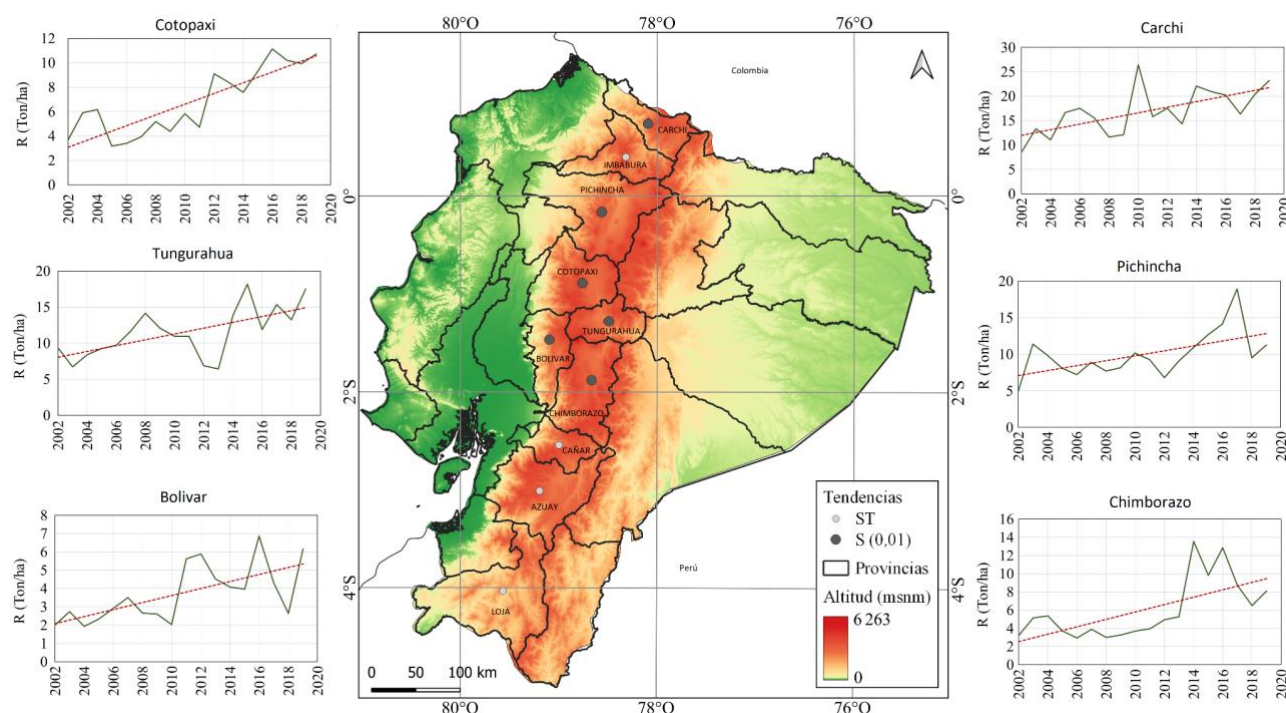 Cotopaxi
R (Ton/ha)
12
10
8
6
4
2
0
2002 2004 2006 2008 2010 2012 2014 2016 2018 2020
Tungurahua
R (Ton/ha)
20
15
10
5
0
2002 2004 2006 2008 2010 2012 2014 2016 2018 2020
Bolivar
R (Ton/ha)
8
7
6
5
4
3
2
1
0
2002 2004 2006 2008 2010 2012 2014 2016 2018 2020
80°O 78°O 76°O
Colombia
CARCHI
IMBABURA
PICHINCHA
0° 0°
COTOPAXI
TUNGURAHUA
BOLIVAR
2°S 2°S
CHIMBORAZO
CAÑAR
AZUAY
4°S 4°S
LOJA
Perú
0 50 100 km
80°O 78°O 76°O
Tendencias
ST
S (0,01)
Provincias
Altitud (msnm)
6 263
0
Carchi
R (Ton/ha)
30
25
20
15
10
5
0
2002 2004 2006 2008 2010 2012 2014 2016 2018 2020
Pichincha
R (Ton/ha)
20
15
10
5
0
2002 2004 2006 2008 2010 2012 2014 2016 2018 2020
Chimborazo
R (Ton/ha)
16
14
12
10
8
6
4
2
0
2002 2004 2006 2008 2010 2012 2014 2016 2018 2020